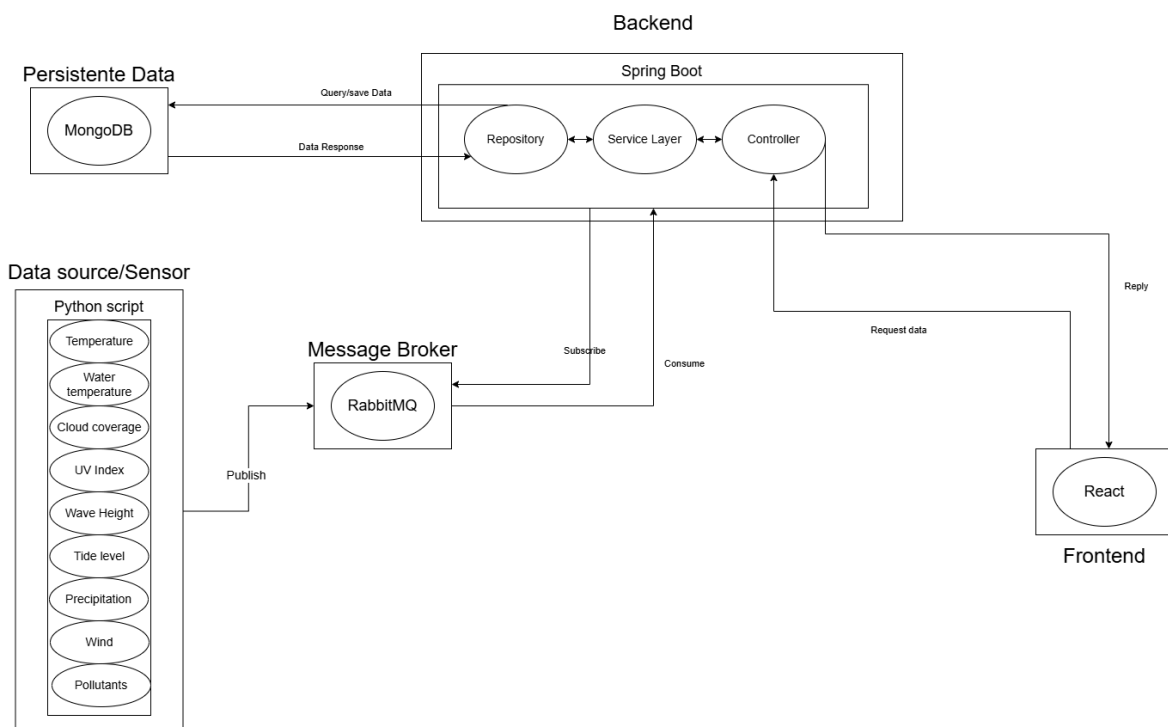 Backend
Spring Boot
Persistente Data
MongoDB
Query/save Data
Data Response
Repository
Service Layer
Controller
Data source/Sensor
Python script
Temperature
Water
temperature
Cloud coverage
UV Index
Wave Height
Tide level
Precipitation
Wind
Pollutants
Publish
Message Broker
RabbitMQ
Subscribe
Consume
Request data
Reply
React
Frontend